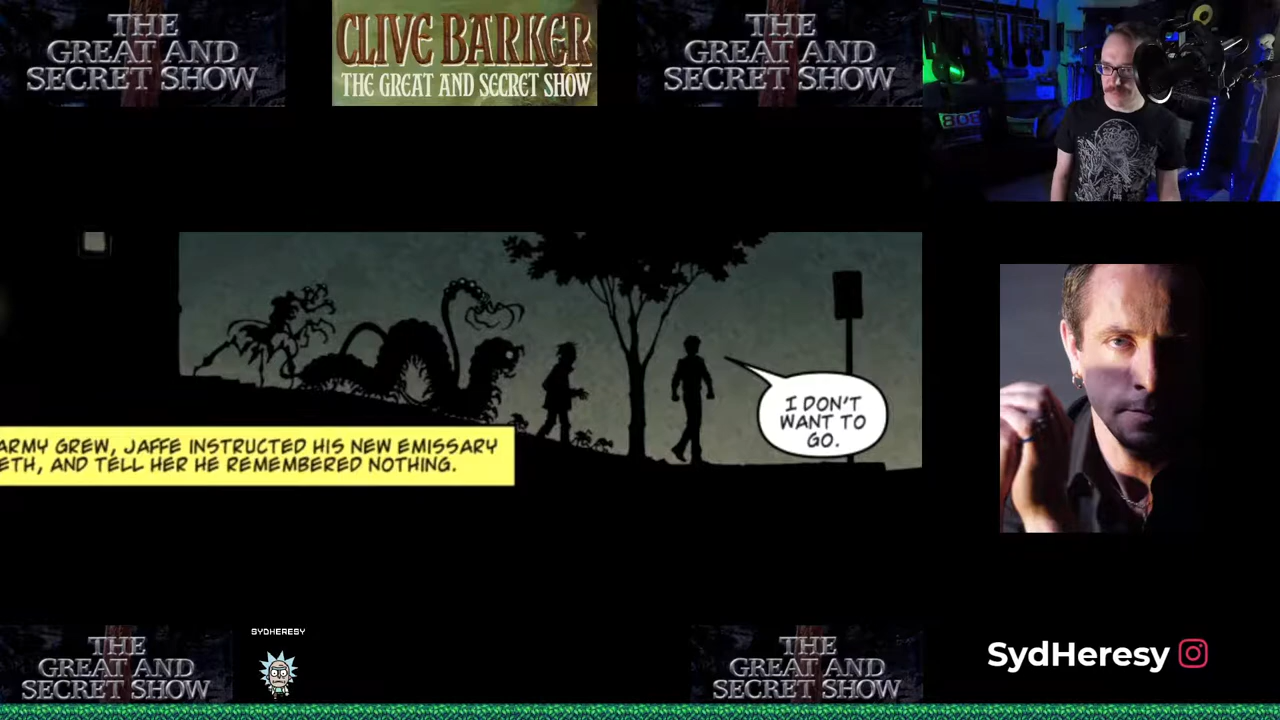 THE
GREAT AND
SECRET SHOW
CLIVE BARKER
THE GREAT AND SECRET SHOW
THE
GREAT AND
SECRET SHOW
BOB
I DON'T
WANT TO
GO.
ARMY GREW, JAFFE INSTRUCTED HIS NEW EMISSARY
ETH, AND TELL HER HE REMEMBERED NOTHING.
SYDHERESY
THE
GREAT AND
SECRET SHOW
THE
GREAT AND
SECRET SHOW
SydHeresy